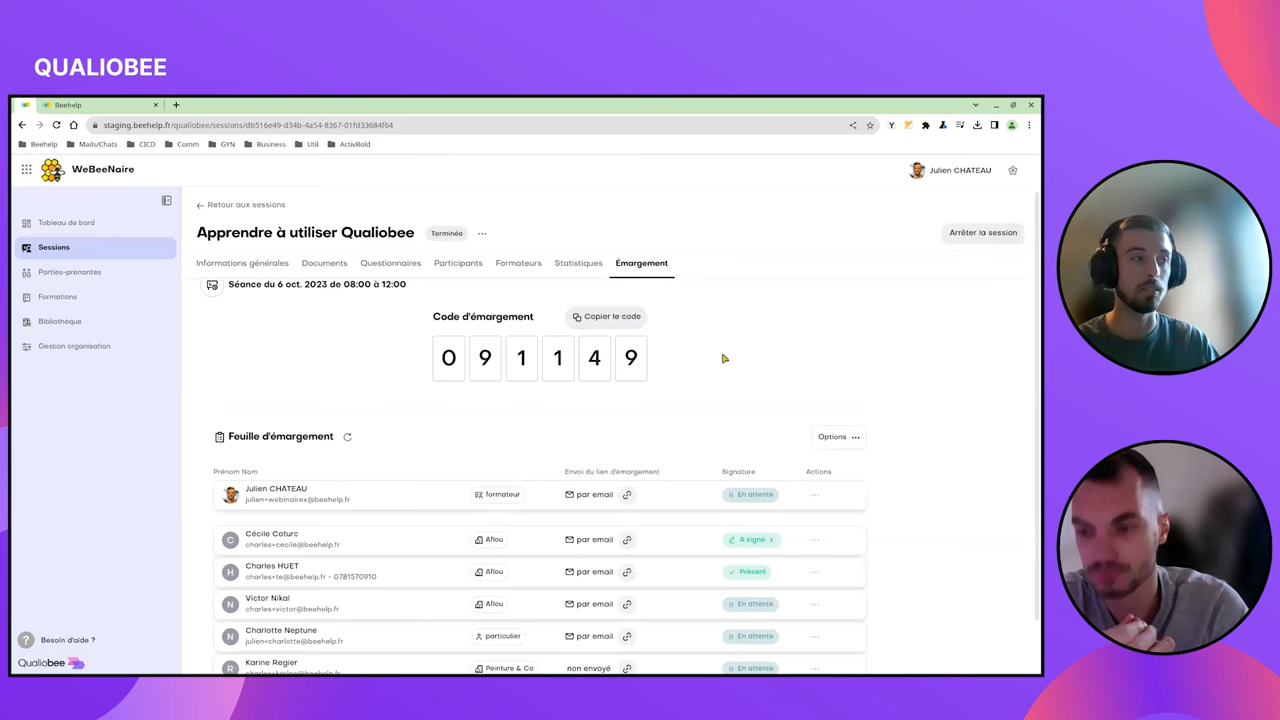 QUALIOBEE
Beehelp
staging.beehelp.fr/qualiobee/sessions/db516e49-d34b-4a54-8367-01fd33684f64
Beehelp Mails/Chats CICD Comm GYN Business Util ActivBold
WeBeeNaire
Julien CHATEAU
Tableau de bord
Sessions
Parties-prenantes
Formations
Bibliothèque
Gestion organisation
Besoin d'aide ?
Qualiobee
Retour aux sessions
Apprendre à utiliser Qualiobee Terminée ...
Arrêter la session
Informations générales Documents Questionnaires Participants Formateurs Statistiques Émargement
Séance du 6 oct. 2023 de 08:00 à 12:00
Code d'émargement Copier le code
0 9 1 1 4 9
Feuille d'émargement
Options ...
Prénom Nom Envoi du lien d'émargement Signature Actions
Julien CHATEAU
julien+webinairex@beehelp.fr
formateur par email En attente ...
Cécile Coturc
charles+cecile@beehelp.fr
Aflou par email A signé > ...
Charles HUET
charles+te@beehelp.fr - 0781570910
Aflou par email Présent ...
Victor Nikal
charles+victor@beehelp.fr
Aflou par email En attente ...
Charlotte Neptune
julien+charlotte@beehelp.fr
particulier par email En attente ...
Karine Regier
R
Peinture & Co non envoyé En attente ...